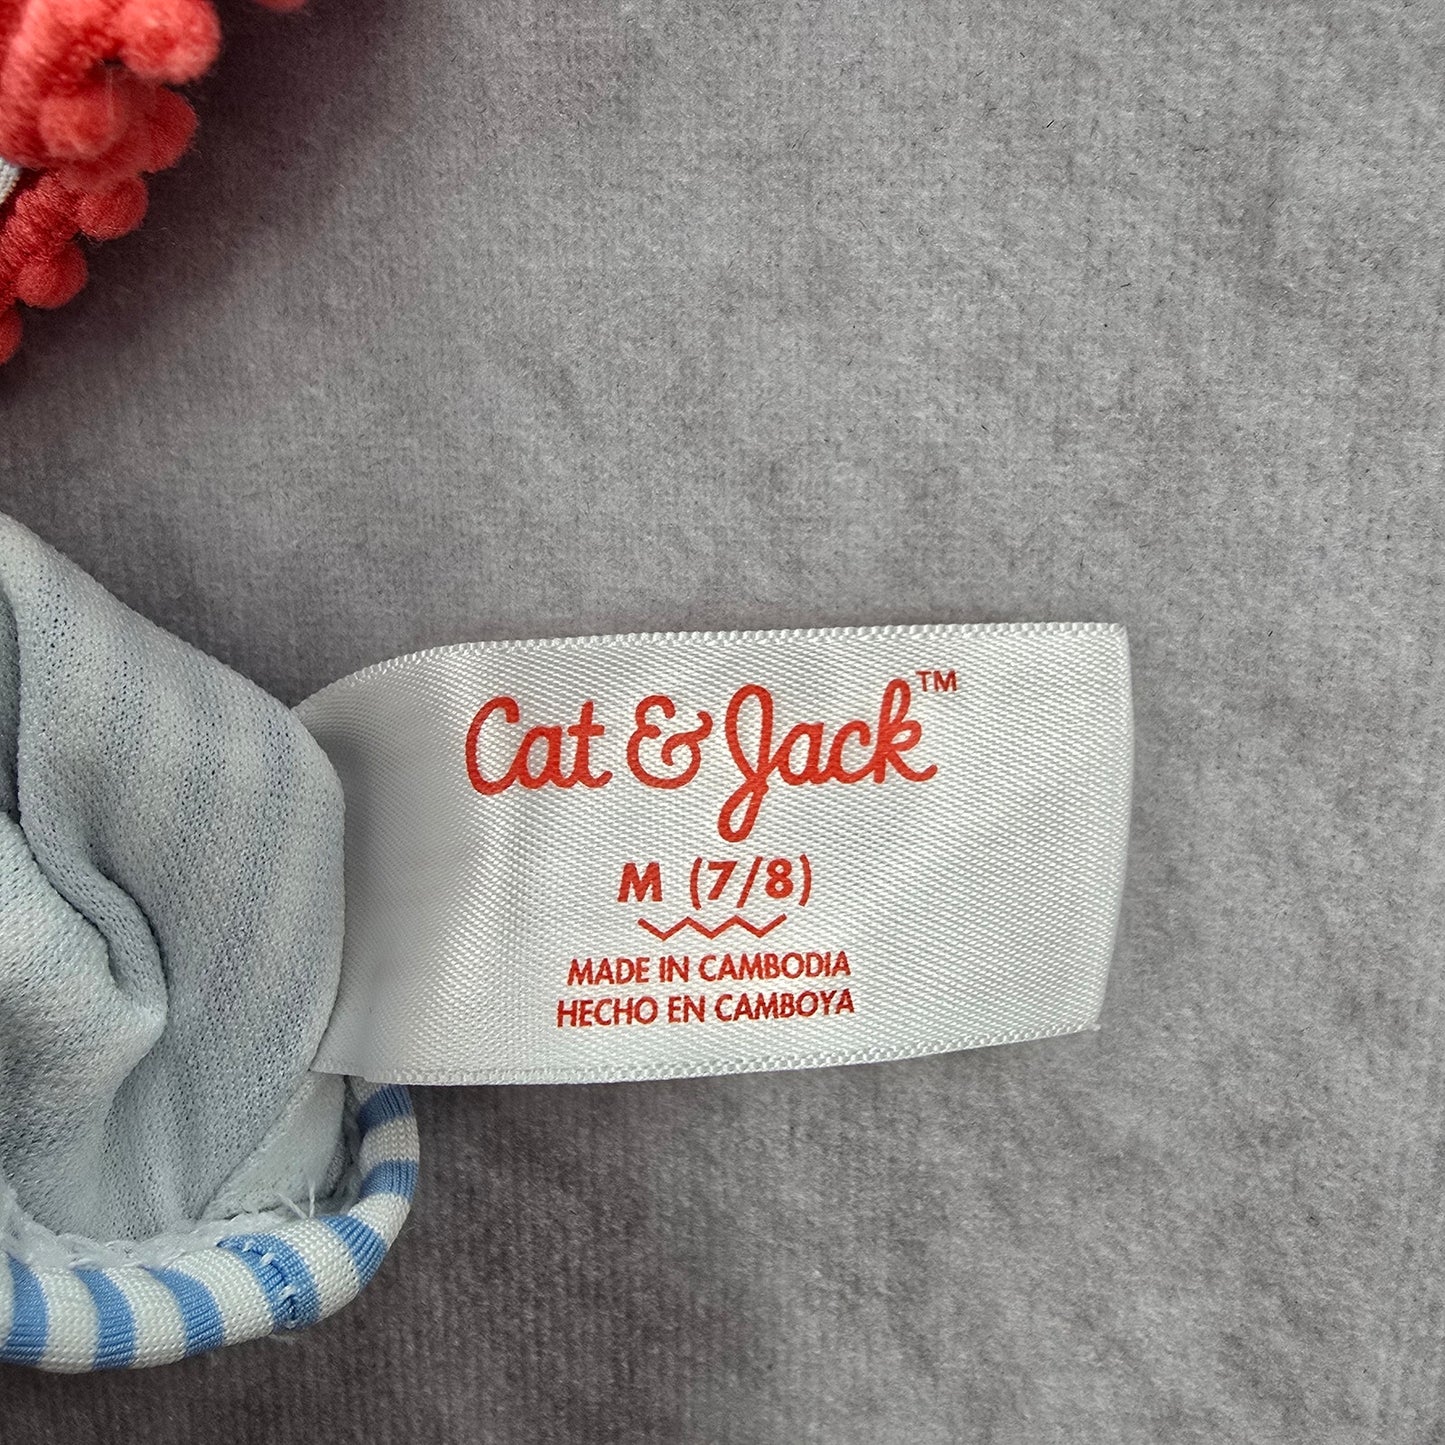 Cat & Jack™
M (7/8)
MADE IN CAMBODIA
HECHO EN CAMBOYA